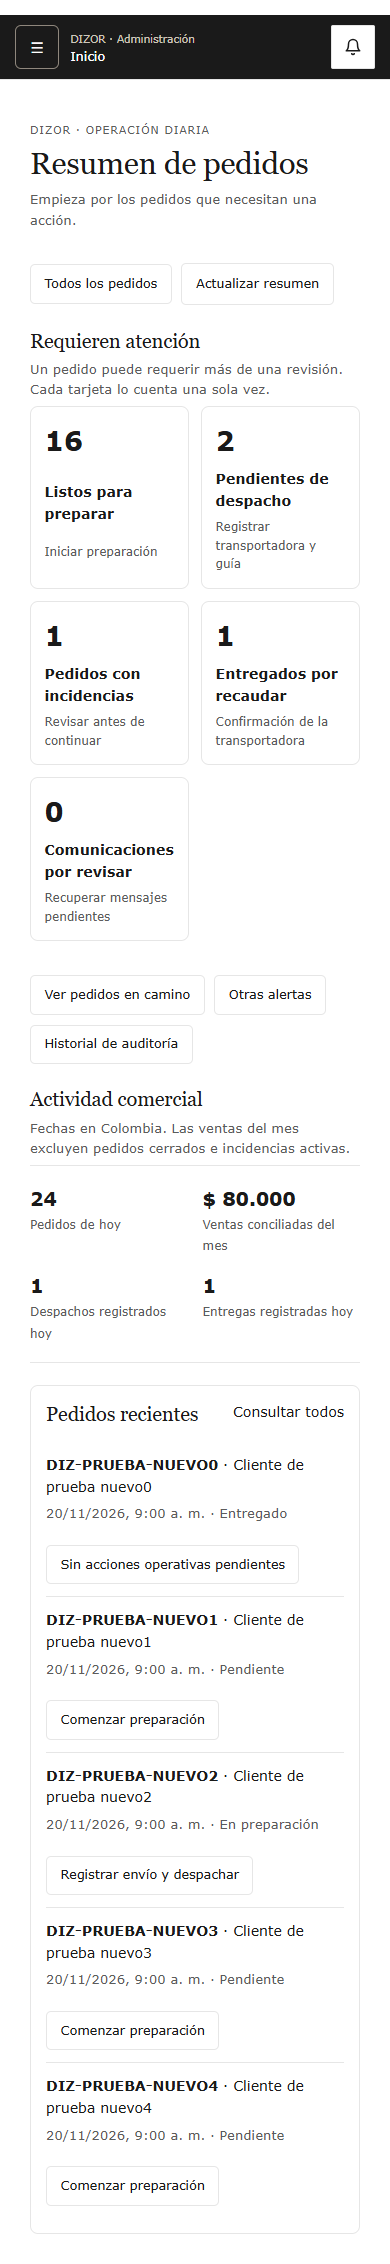 DIZOR · Administración
Inicio
DIZOR · OPERACIÓN DIARIA
Resumen de pedidos
Empieza por los pedidos que necesitan una
acción.
Todos los pedidos
Actualizar resumen
Requieren atención
Un pedido puede requerir más de una revisión.
Cada tarjeta lo cuenta una sola vez.
16
Listos para
preparar
Iniciar preparación
2
Pendientes de
despacho
Registrar
transportadora y
guía
1
Pedidos con
incidencias
Revisar antes de
continuar
1
Entregados por
recaudar
Confirmación de la
transportadora
0
Comunicaciones
por revisar
Recuperar mensajes
pendientes
Ver pedidos en camino
Otras alertas
Historial de auditoría
Actividad comercial
Fechas en Colombia. Las ventas del mes
excluyen pedidos cerrados e incidencias activas.
24
Pedidos de hoy
$ 80.000
Ventas conciliadas del
mes
1
Despachos registrados
hoy
1
Entregas registradas hoy
Pedidos recientes
Consultar todos
DIZ-PRUEBA-NUEVO0 · Cliente de
prueba nuevo0
20/11/2026, 9:00 a. m. · Entregado
Sin acciones operativas pendientes
DIZ-PRUEBA-NUEVO1 · Cliente de
prueba nuevo1
20/11/2026, 9:00 a. m. · Pendiente
Comenzar preparación
DIZ-PRUEBA-NUEVO2 · Cliente de
prueba nuevo2
20/11/2026, 9:00 a. m. · En preparación
Registrar envío y despachar
DIZ-PRUEBA-NUEVO3 · Cliente de
prueba nuevo3
20/11/2026, 9:00 a. m. · Pendiente
Comenzar preparación
DIZ-PRUEBA-NUEVO4 · Cliente de
prueba nuevo4
20/11/2026, 9:00 a. m. · Pendiente
Comenzar preparación